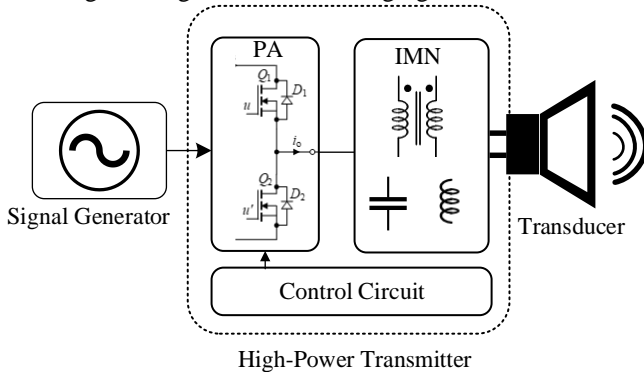 PA
IMN
Q1
D1
u
io
Q2
D2
u'
Signal Generator
Transducer
Control Circuit
High-Power Transmitter